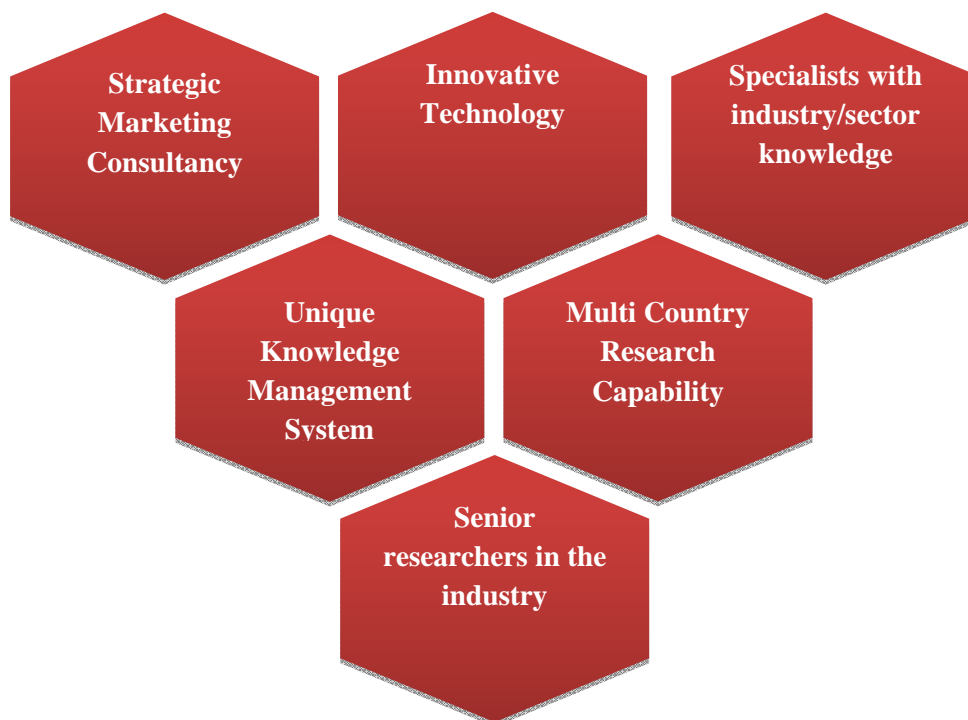 Strategic
Marketing
Consultancy
Innovative
Technology
Specialists with
industry/sector
knowledge
Unique
Knowledge
Management
System
Multi Country
Research
Capability
Senior
researchers in the
industry